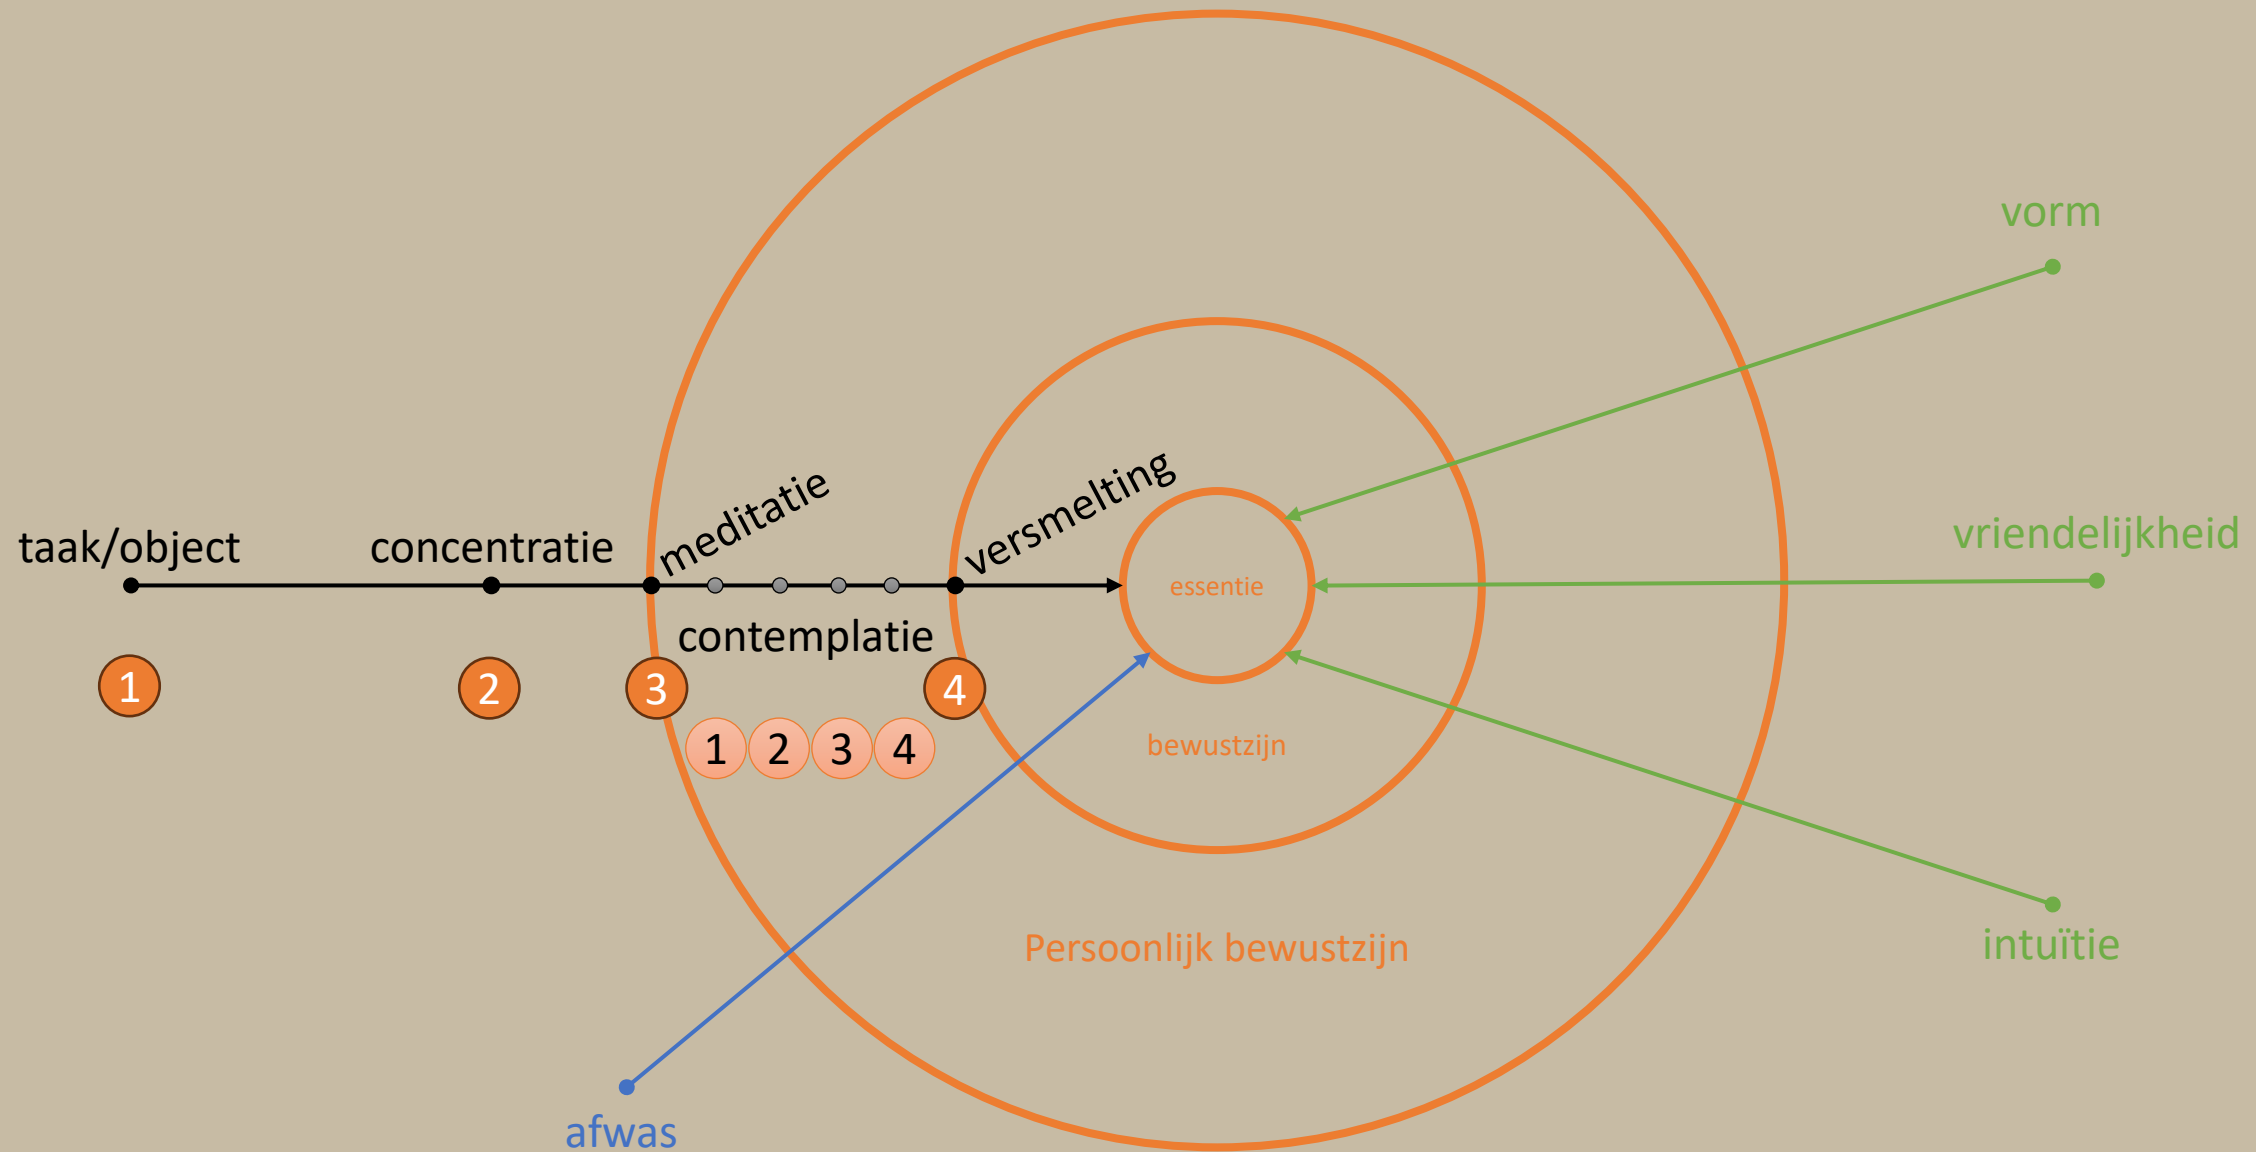 vorm
meditatie
versmelting
taak/object
concentratie
vriendelijkheid
essentie
contemplatie
1
2
3
4
1
2
3
4
bewustzijn
Persoonlijk bewustzijn
intuïtie
afwas